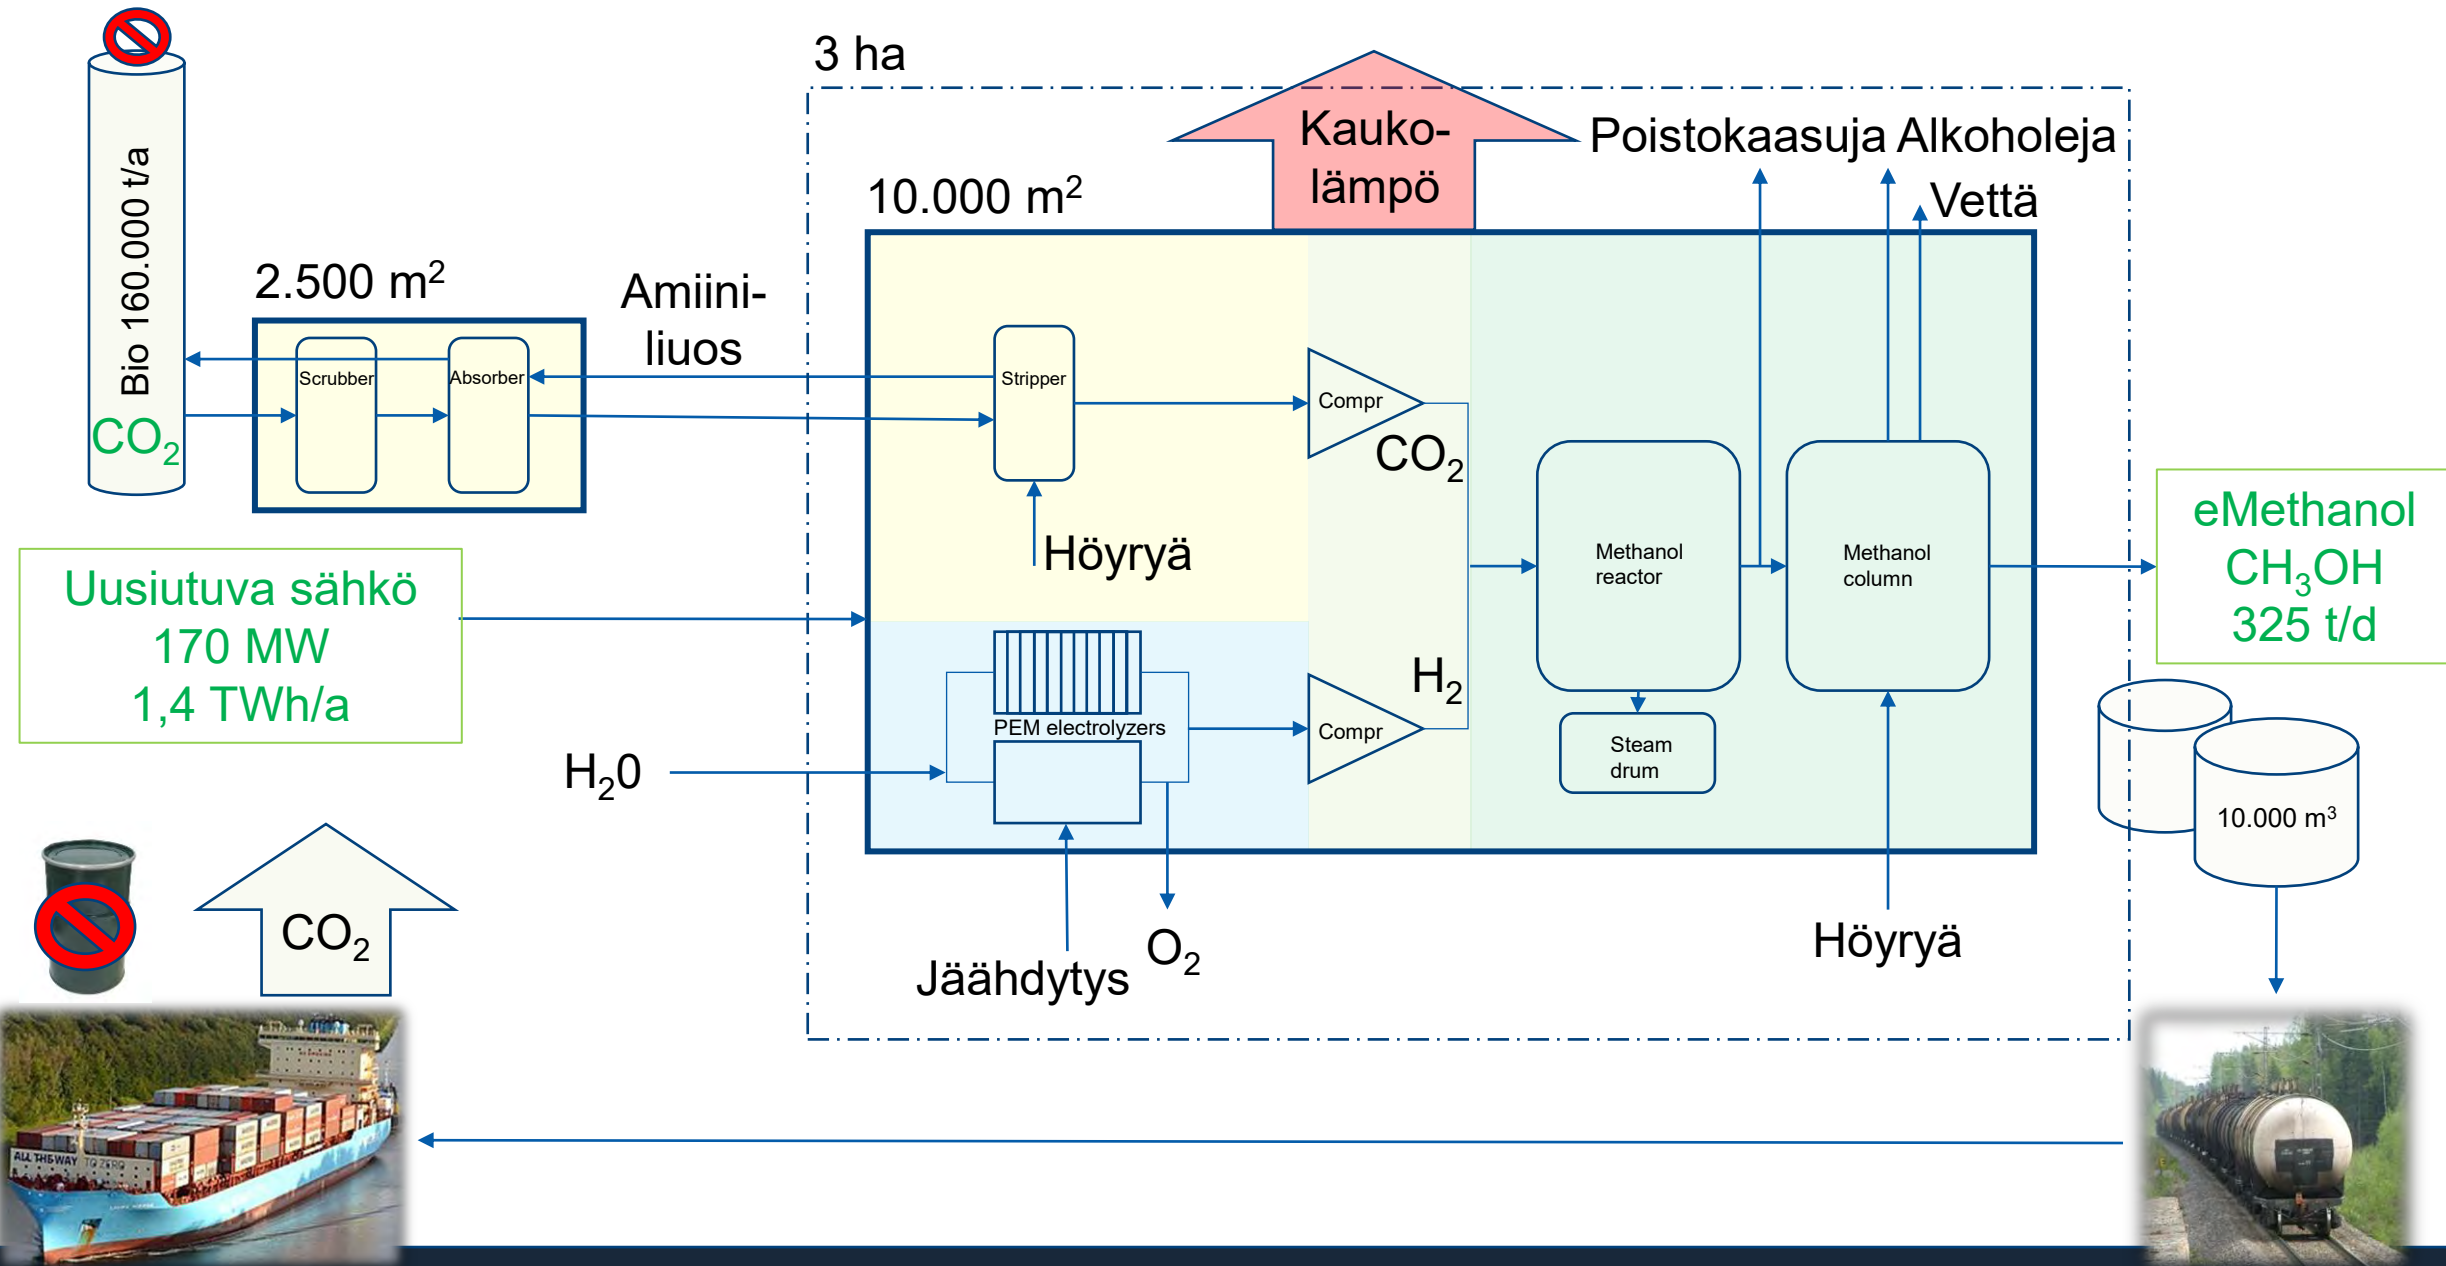 3 ha
Kauko-
lämpö
Poistokaasuja Alkoholeja
Vettä
10.000 m²
Bio 160.000 t/a
CO₂
2.500 m²
Scrubber
Absorber
Amiini-
liuos
Stripper
Höyryä
Compr
CO₂
Uusiutuva sähkö
170 MW
1,4 TWh/a
H₂0
PEM electrolyzers
Compr
H₂
Methanol
reactor
Steam
drum
Methanol
column
eMethanol
CH₃OH
325 t/d
10.000 m³
Jäähdytys
O₂
Höyryä
CO₂
ALL THE WAY TO ZERO